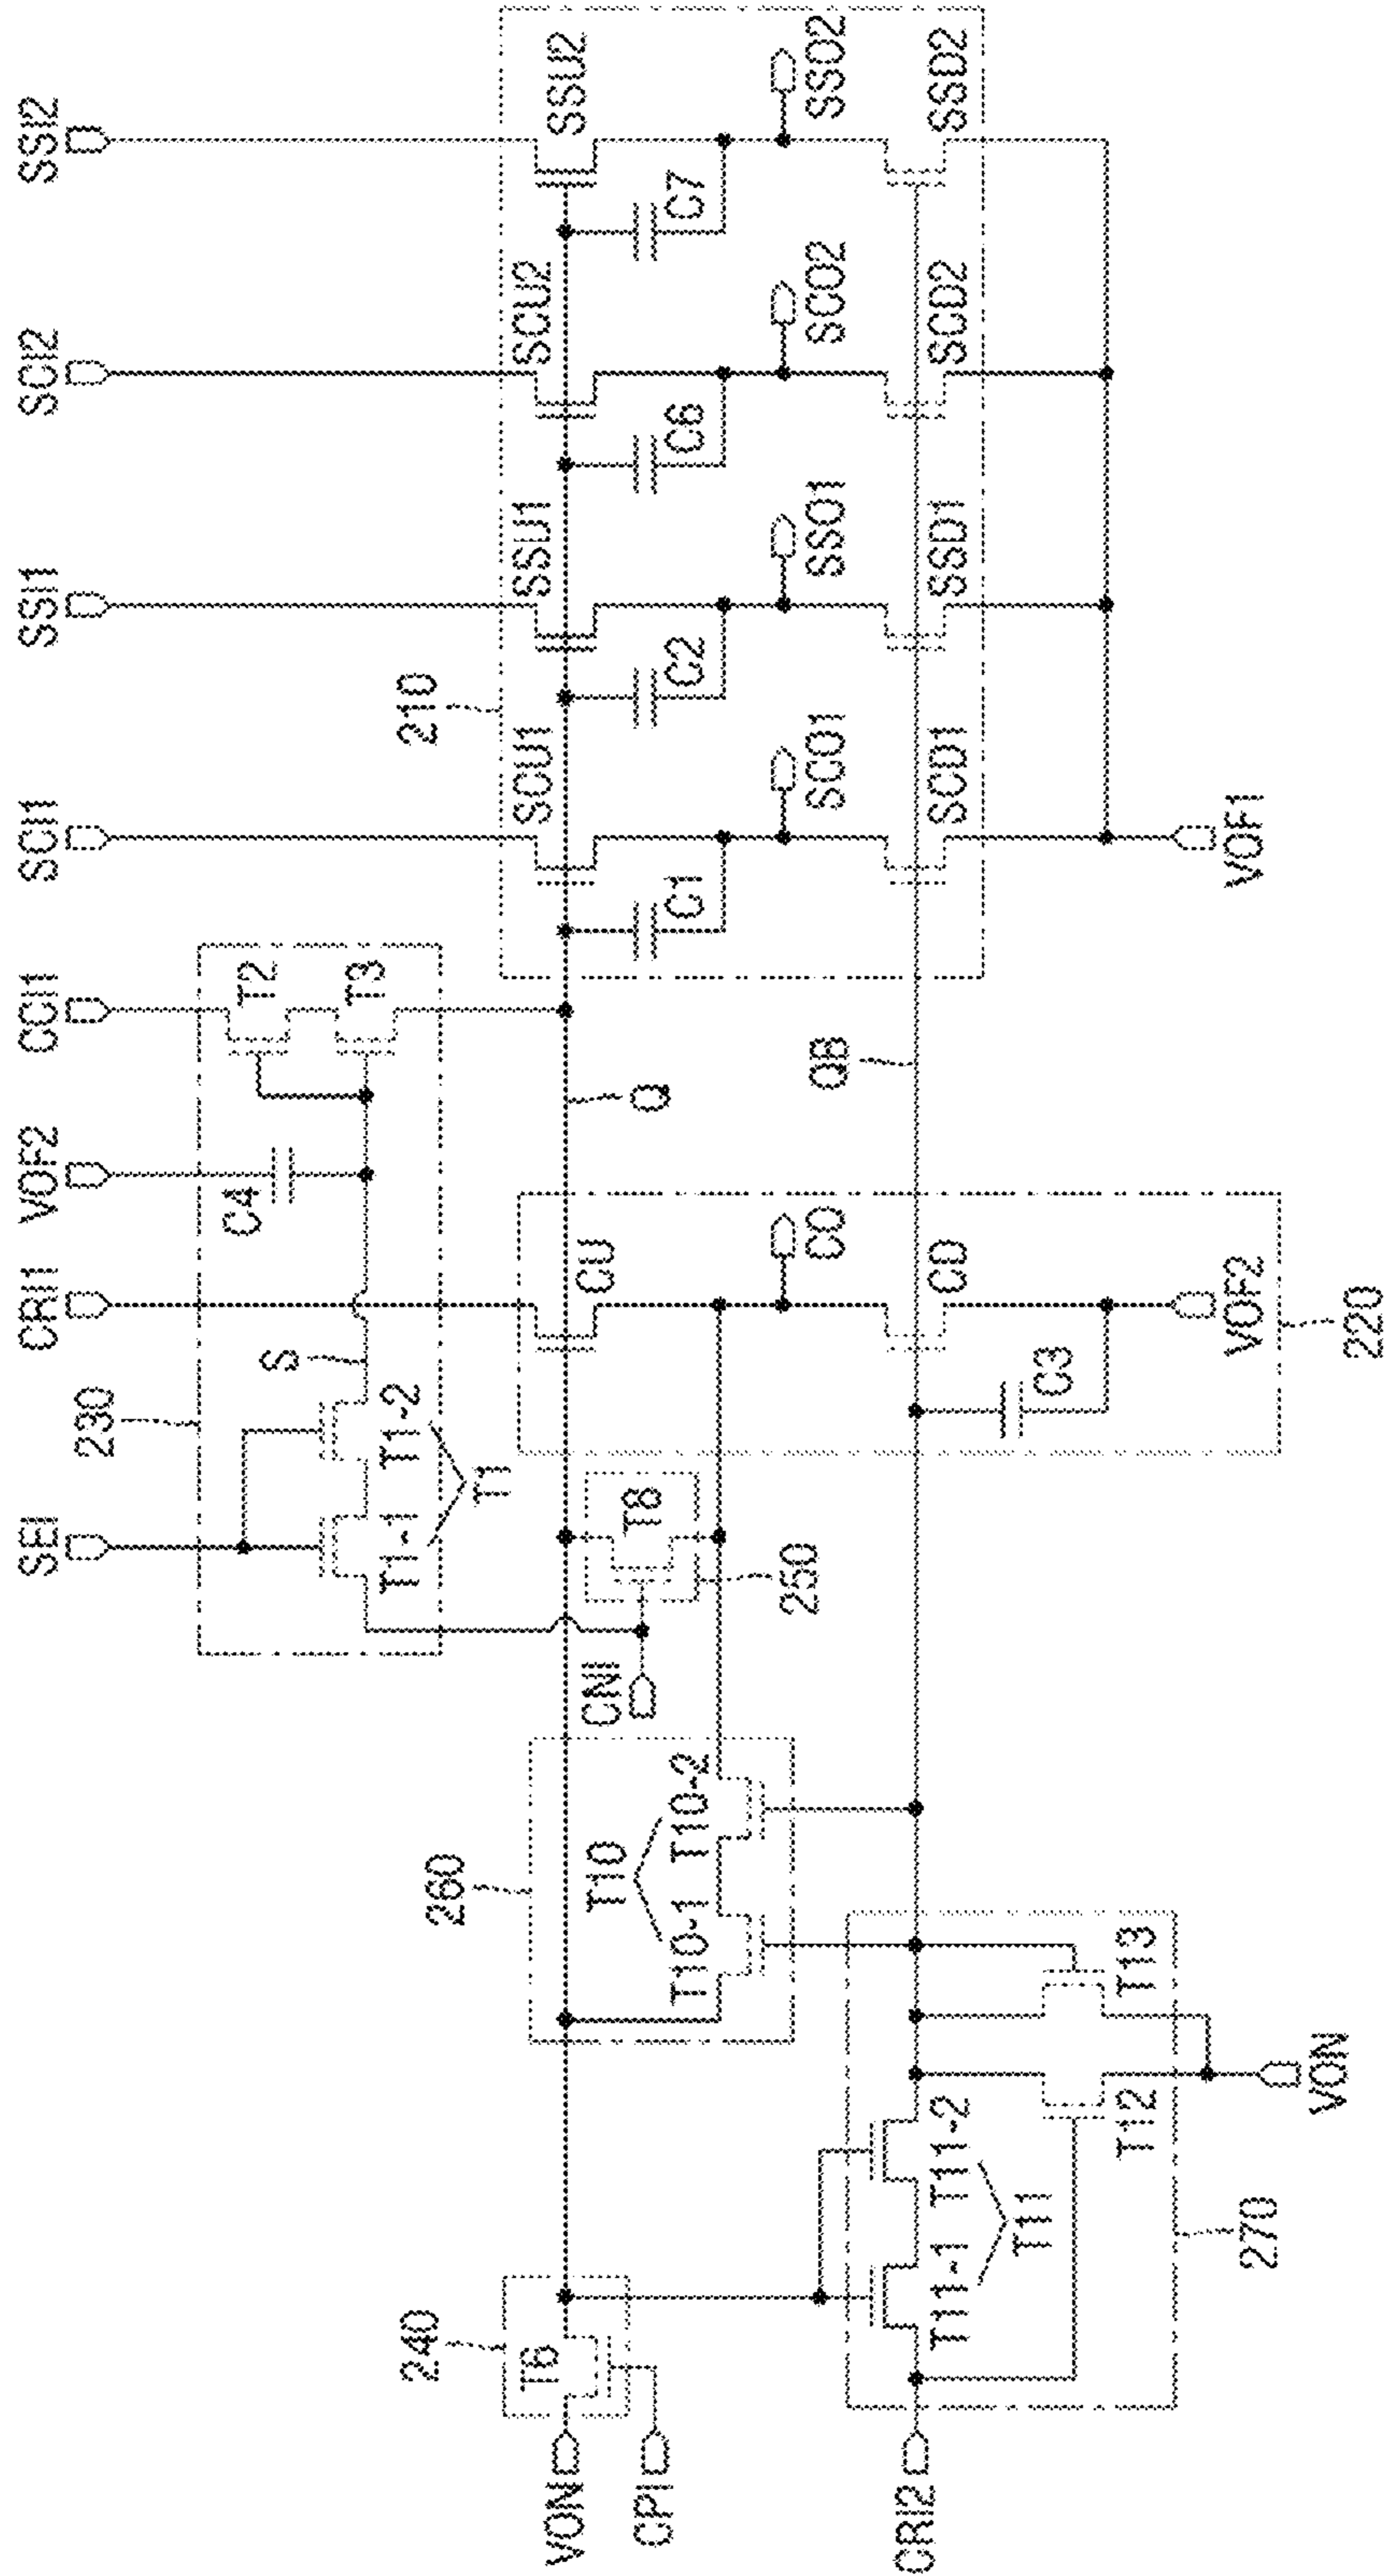 SEI
CRI1
VOF2
CCI1
SCI1
SSI1
SCI2
SSI2
230
C4
T2
S
T3
T1-1
T1-2
T1
240
260
210
T6
SCU1
SSU1
SCU2
SSU2
VON
T10
CNI
CU
CPI
T8
Q
T10-1
T10-2
C1
C2
C6
C7
250
CO
QB
SCO1
SSO1
SCO2
SSO2
CRI2
T11-1
T11-2
CD
SCD1
SSD1
SCD2
SSD2
T11
C3
T12
T13
270
VOF2
VOF1
VON
220